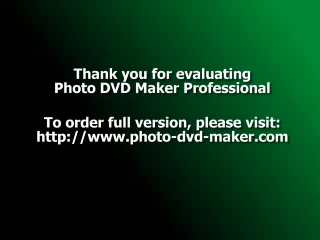 Thank you for evaluating
Photo DVD Maker Professional
To order full version, please visit:
http://www.photo-dvd-maker.com